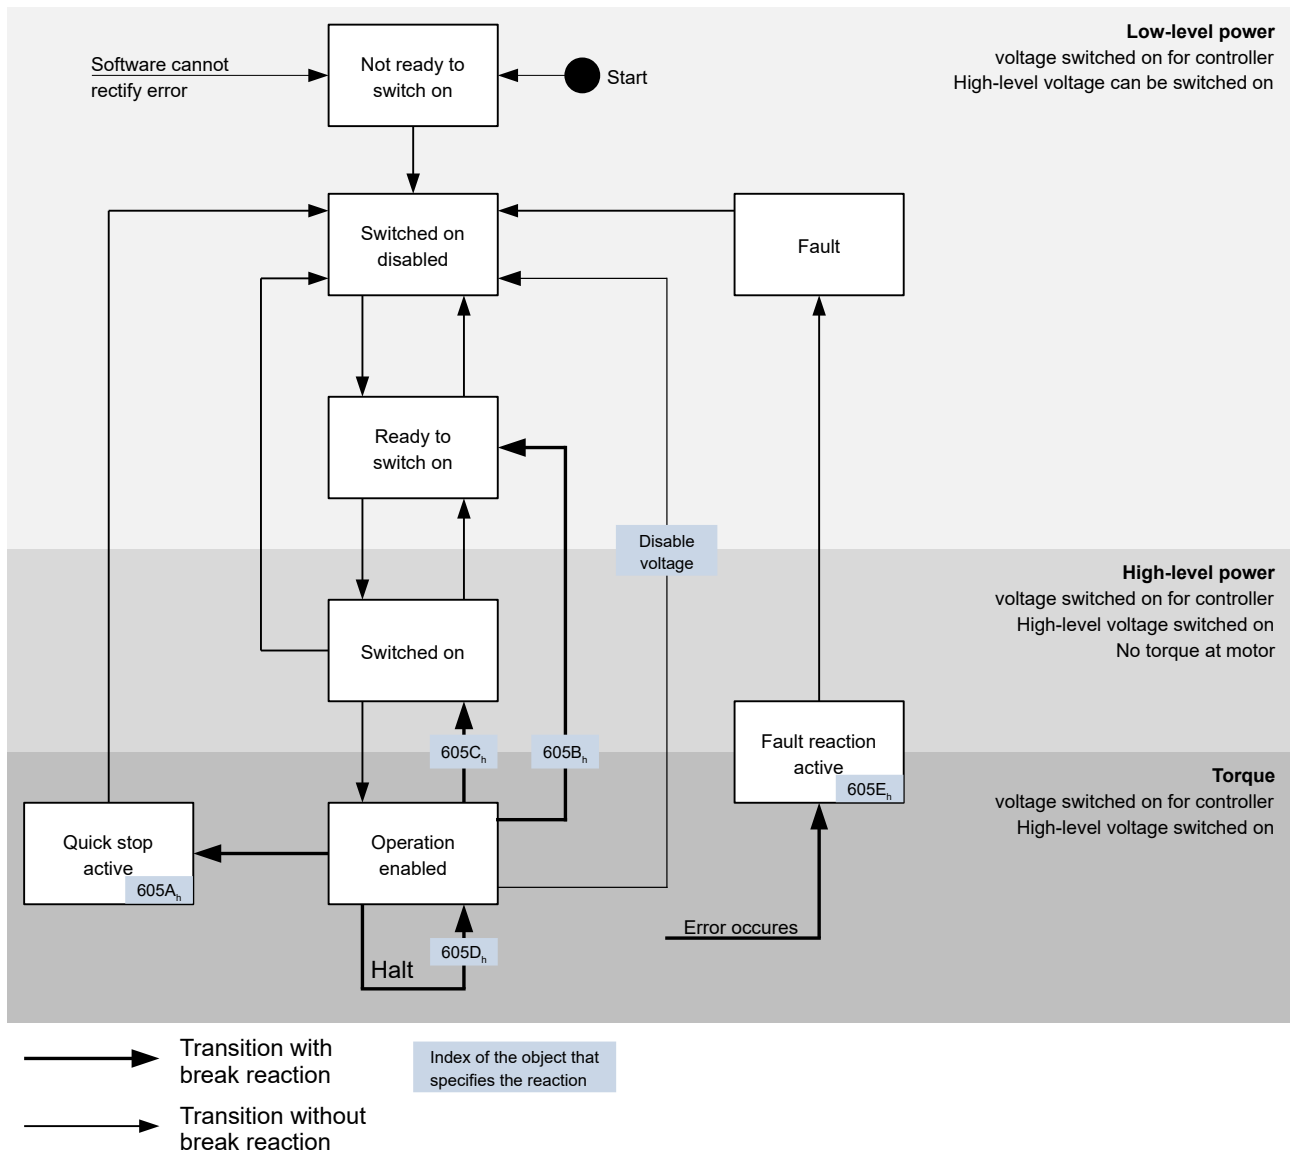 Low-level power
voltage switched on for controller
High-level voltage can be switched on
Software cannot
rectify error
Not ready to
switch on
Start
Switched on
disabled
Fault
Ready to
switch on
Disable
voltage
High-level power
voltage switched on for controller
High-level voltage switched on
No torque at motor
Switched on
605Ch
605Bh
Fault reaction
active
605Eh
Torque
voltage switched on for controller
High-level voltage switched on
Quick stop
active
605Ah
Operation
enabled
Error occures
605Dh
Halt
Transition with
break reaction
Index of the object that
specifies the reaction
Transition without
break reaction